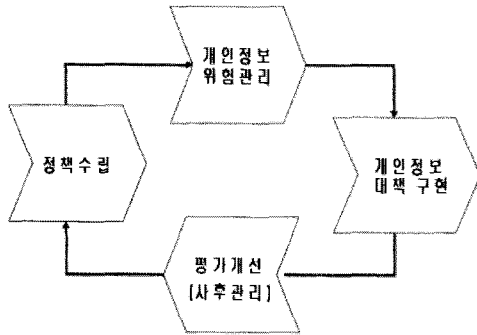 개인정보
위험관리
정책수립
개인정보
대책 구현
평가개선
(사후관리)